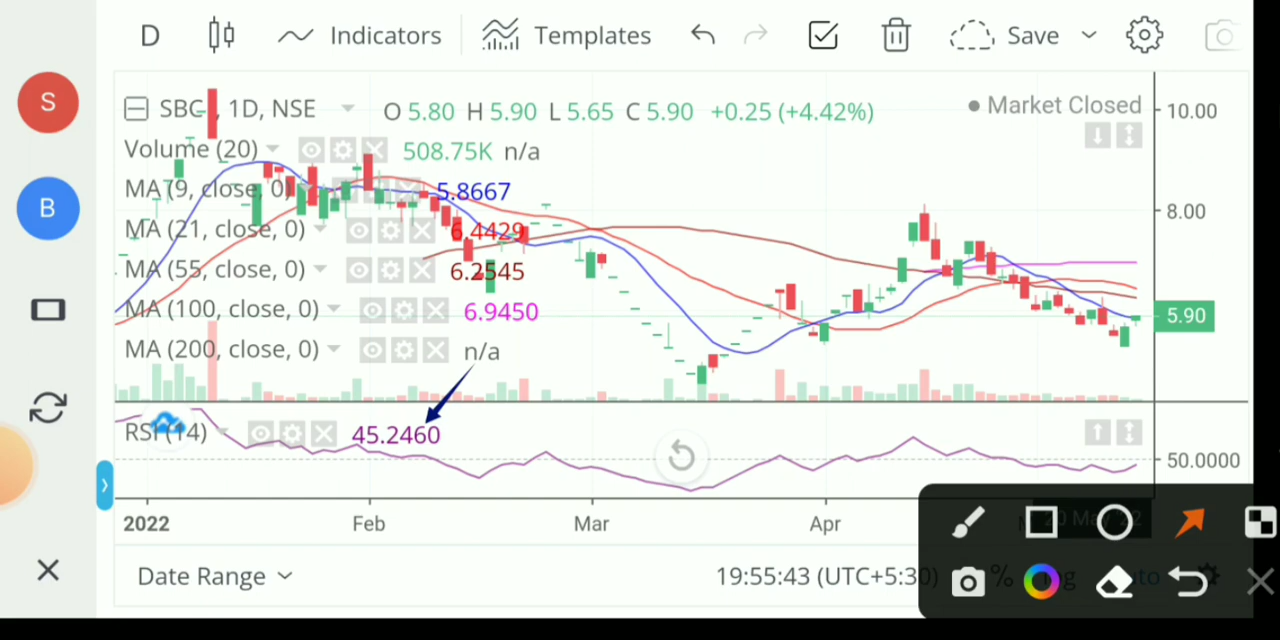 D Indicators Templates Save
S
SBC, 1D, NSE O 5.80 H 5.90 L 5.65 C 5.90 +0.25 (+4.42%) Market Closed
10.00
Volume (20) 508.75K n/a
MA (9, close, 0) 5.8667
B
8.00
MA (21, close, 0) 6.4429
MA (55, close, 0) 6.2545
MA (100, close, 0) 6.9450
5.90
MA (200, close, 0) n/a
RSI (14) 45.2460
50.0000
2022 Feb Mar Apr 20 May '22
Date Range 19:55:43 (UTC+5:30) %